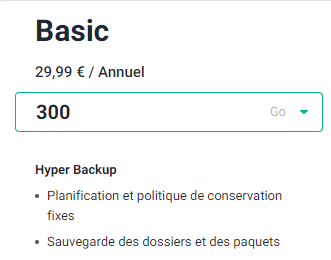 Basic
29,99 € / Annuel
300 Go
Hyper Backup
• Planification et politique de conservation
fixes
• Sauvegarde des dossiers et des paquets